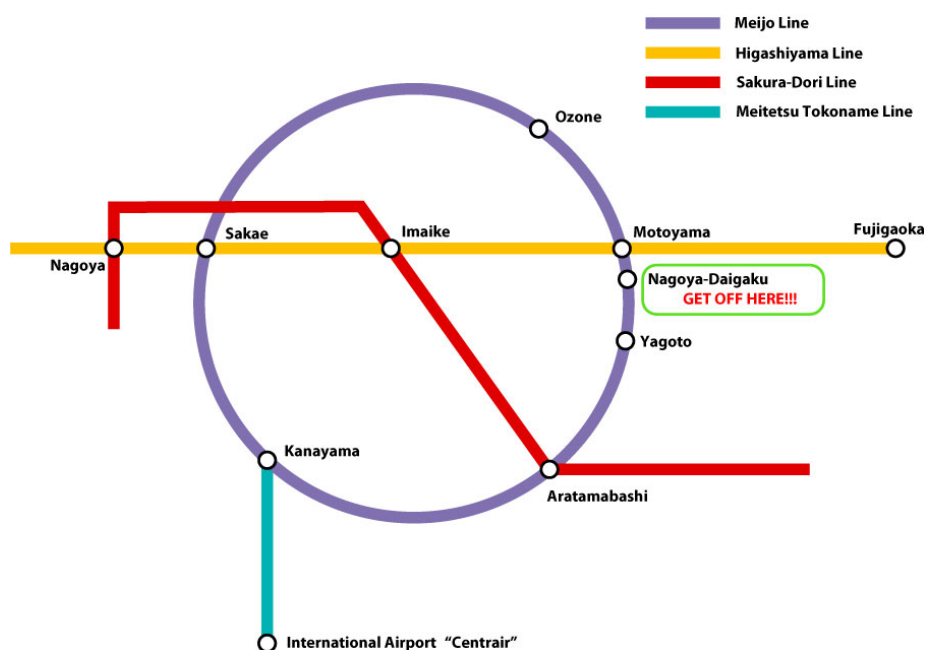 Meijo Line
Higashiyama Line
Sakura-Dori Line
Meitetsu Tokoname Line
Ozone
Sakae
Imaike
Motoyama
Fujigaoka
Nagoya
Nagoya-Daigaku
GET OFF HERE!!!
Yagoto
Kanayama
Aratamabashi
International Airport “Centrair”